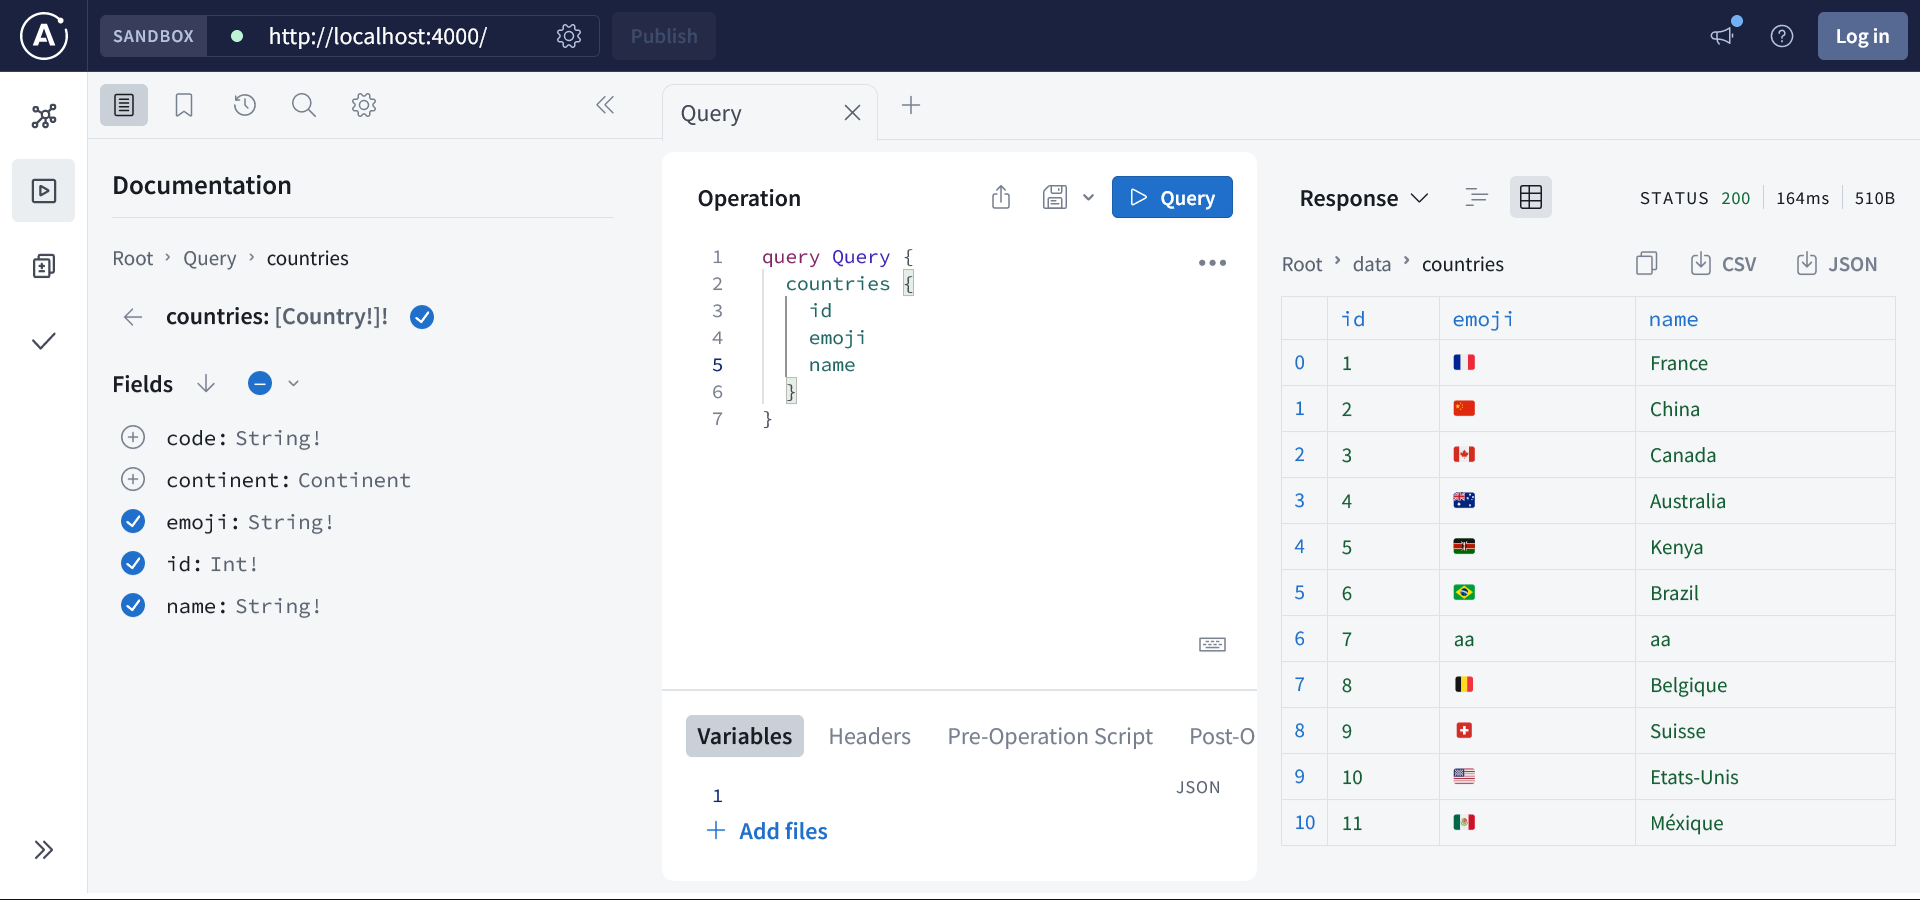 SANDBOX http://localhost:4000/ Publish Log in
Documentation
Root › Query › countries
countries: [Country!]!
Fields
code: String!
continent: Continent
emoji: String!
id: Int!
name: String!
Query
Operation
Query
1 query Query {
2 countries {
3 id
4 emoji
5 name
6 }
7 }
Variables Headers Pre-Operation Script Post-O
JSON
1
Add files
Response STATUS 200 164ms 510B
Root › data › countries CSV JSON
id emoji name
0 1 🇫🇷 France
1 2 🇨🇳 China
2 3 🇨🇦 Canada
3 4 🇦🇺 Australia
4 5 🇰🇪 Kenya
5 6 🇧🇷 Brazil
6 7 aa aa
7 8 🇧🇪 Belgique
8 9 🇨🇭 Suisse
9 10 🇺🇸 Etats-Unis
10 11 🇲🇽 Méxique